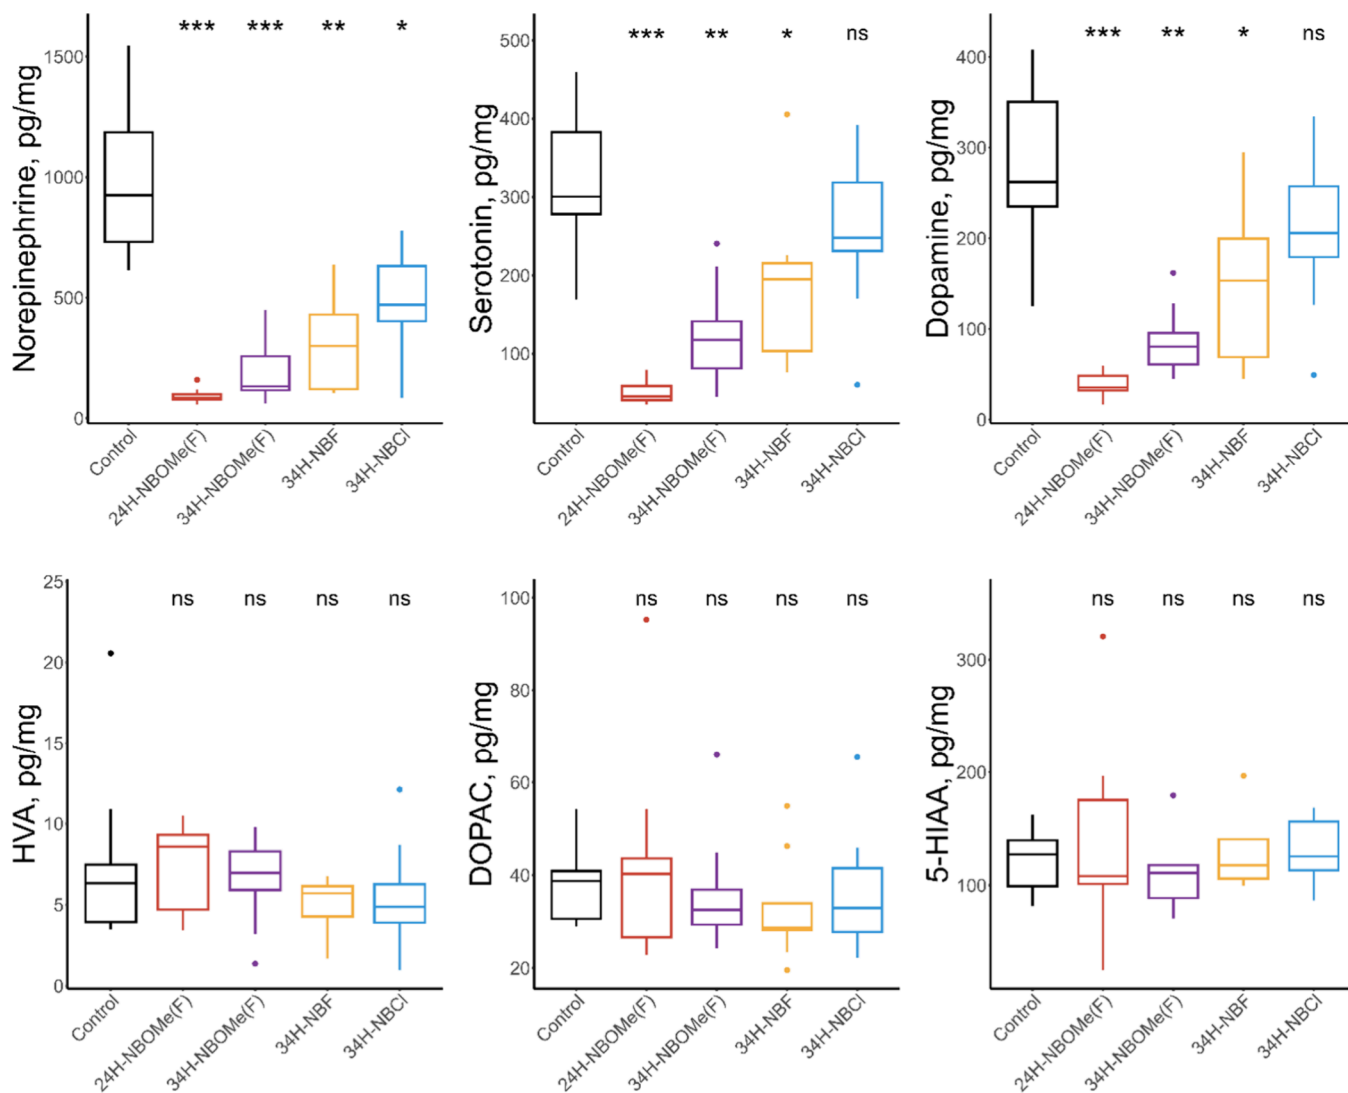 Norepinephrine, pg/mg
1500
1000
500
0
*** *** ** *
Control
24H-NBOMe(F)
34H-NBOMe(F)
34H-NBF
34H-NBCl
Serotonin, pg/mg
500
400
300
200
100
*** ** * ns
Control
24H-NBOMe(F)
34H-NBOMe(F)
34H-NBF
34H-NBCl
Dopamine, pg/mg
400
300
200
100
0
*** ** * ns
Control
24H-NBOMe(F)
34H-NBOMe(F)
34H-NBF
34H-NBCl
HVA, pg/mg
25
20
15
10
5
0
ns ns ns ns
Control
24H-NBOMe(F)
34H-NBOMe(F)
34H-NBF
34H-NBCl
DOPAC, pg/mg
100
80
60
40
20
ns ns ns ns
Control
24H-NBOMe(F)
34H-NBOMe(F)
34H-NBF
34H-NBCl
5-HIAA, pg/mg
300
200
100
ns ns ns ns
Control
24H-NBOMe(F)
34H-NBOMe(F)
34H-NBF
34H-NBCl